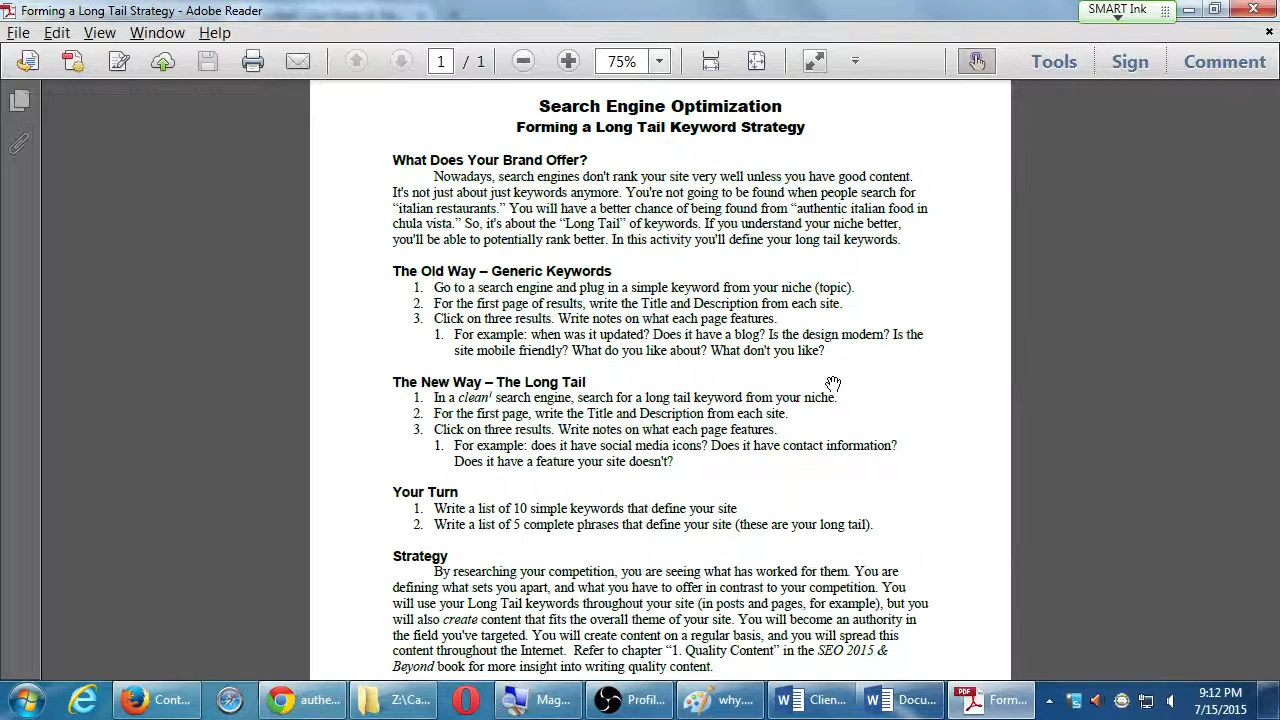 Forming a Long Tail Strategy - Adobe Reader
SMART Ink
File Edit View Window Help
1 / 1 75% Tools Sign Comment
Search Engine Optimization
Forming a Long Tail Keyword Strategy
What Does Your Brand Offer?
Nowadays, search engines don't rank your site very well unless you have good content.
It's not just about just keywords anymore. You're not going to be found when people search for
“italian restaurants.” You will have a better chance of being found from “authentic italian food in
chula vista.” So, it's about the “Long Tail” of keywords. If you understand your niche better,
you'll be able to potentially rank better. In this activity you'll define your long tail keywords.
The Old Way – Generic Keywords
1. Go to a search engine and plug in a simple keyword from your niche (topic).
2. For the first page of results, write the Title and Description from each site.
3. Click on three results. Write notes on what each page features.
1. For example: when was it updated? Does it have a blog? Is the design modern? Is the
site mobile friendly? What do you like about? What don't you like?
The New Way – The Long Tail
1. In a clean¹ search engine, search for a long tail keyword from your niche.
2. For the first page, write the Title and Description from each site.
3. Click on three results. Write notes on what each page features.
1. For example: does it have social media icons? Does it have contact information?
Does it have a feature your site doesn't?
Your Turn
1. Write a list of 10 simple keywords that define your site
2. Write a list of 5 complete phrases that define your site (these are your long tail).
Strategy
By researching your competition, you are seeing what has worked for them. You are
defining what sets you apart, and what you have to offer in contrast to your competition. You
will use your Long Tail keywords throughout your site (in posts and pages, for example), but you
will also create content that fits the overall theme of your site. You will become an authority in
the field you've targeted. You will create content on a regular basis, and you will spread this
content throughout the Internet. Refer to chapter “1. Quality Content” in the SEO 2015 &
Beyond book for more insight into writing quality content.
Cont... authe... Z:\Ca... Mag... Profil... why.... Clien... Docu... PDF Form...
9:12 PM
7/15/2015